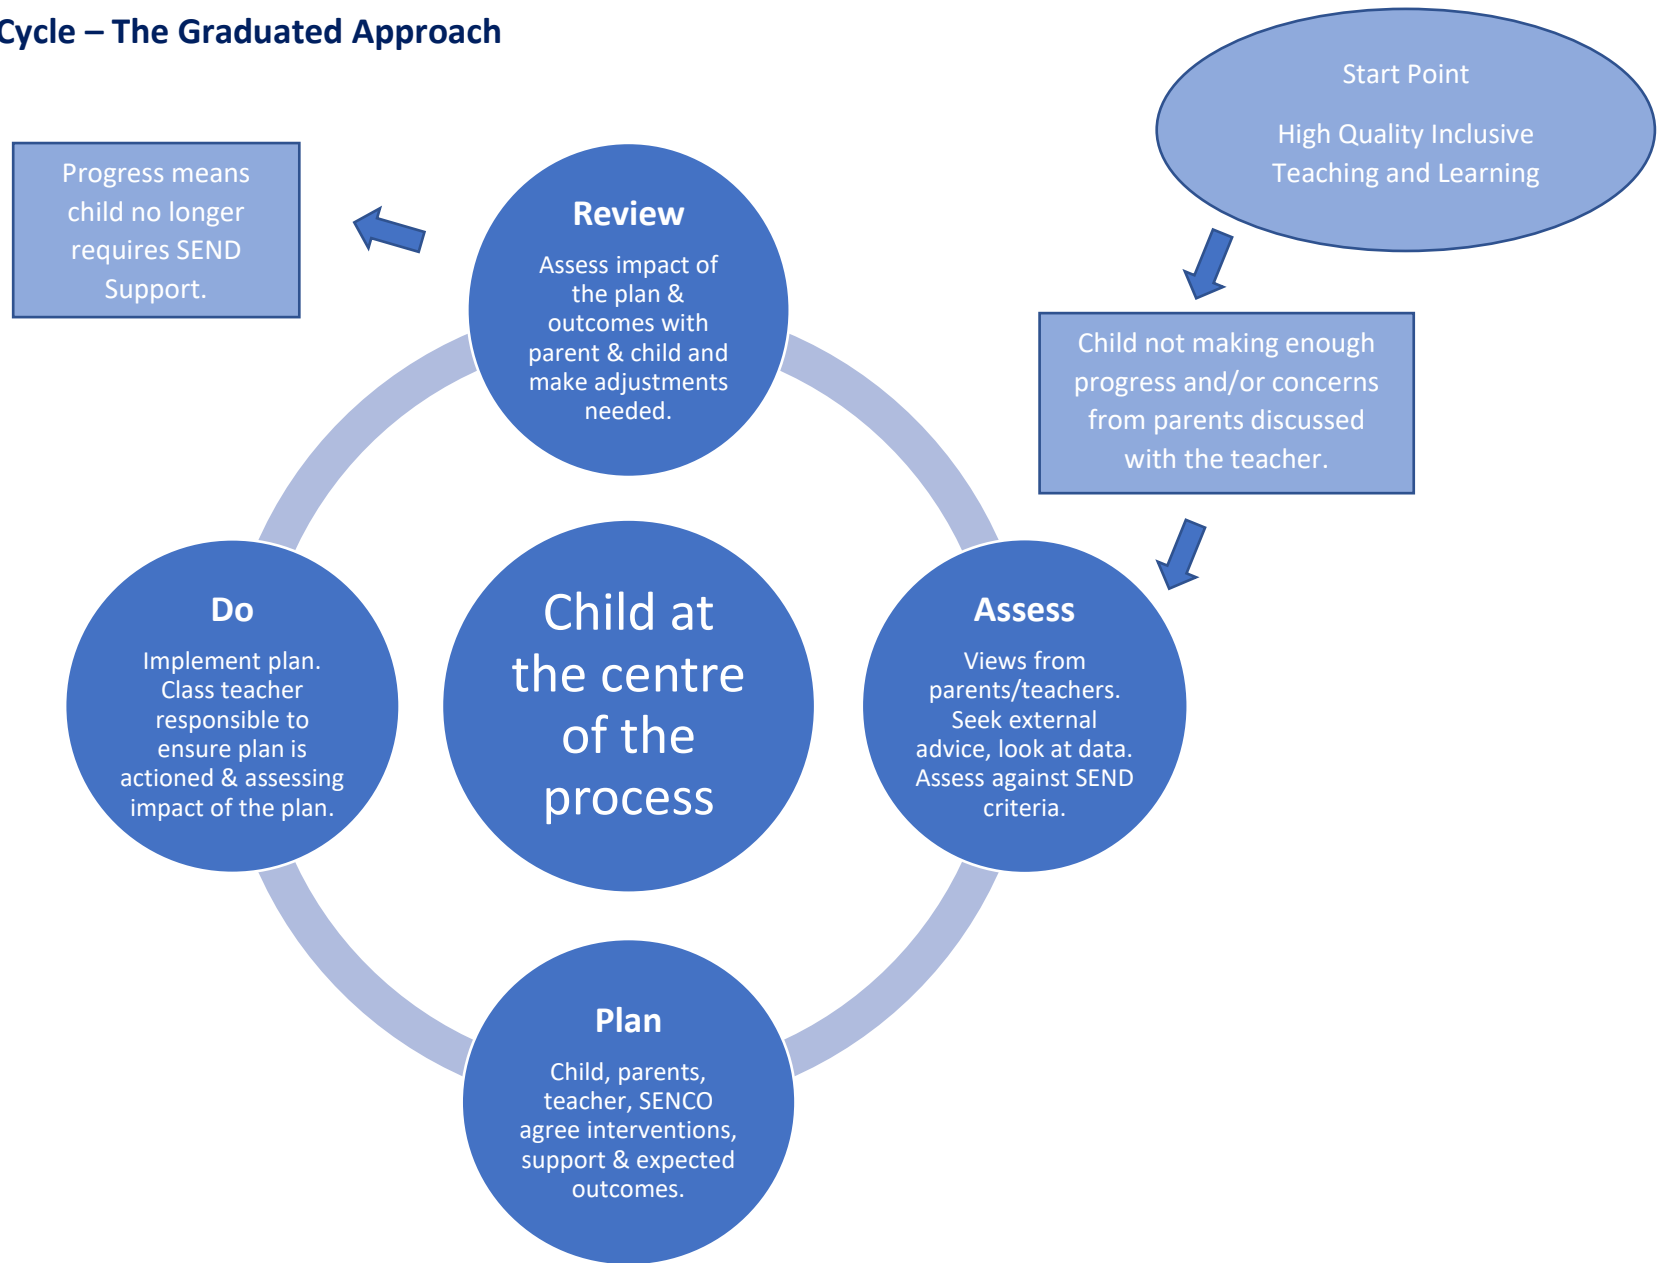 Cycle – The Graduated Approach
Start Point
High Quality Inclusive
Teaching and Learning
Progress means
child no longer
requires SEND
Support.
Review
Assess impact of
the plan &
outcomes with
parent & child and
make adjustments
needed.
Child not making enough
progress and/or concerns
from parents discussed
with the teacher.
Do
Implement plan.
Class teacher
responsible to
ensure plan is
actioned & assessing
impact of the plan.
Child at
the centre
of the
process
Assess
Views from
parents/teachers.
Seek external
advice, look at data.
Assess against SEND
criteria.
Plan
Child, parents,
teacher, SENCO
agree interventions,
support & expected
outcomes.